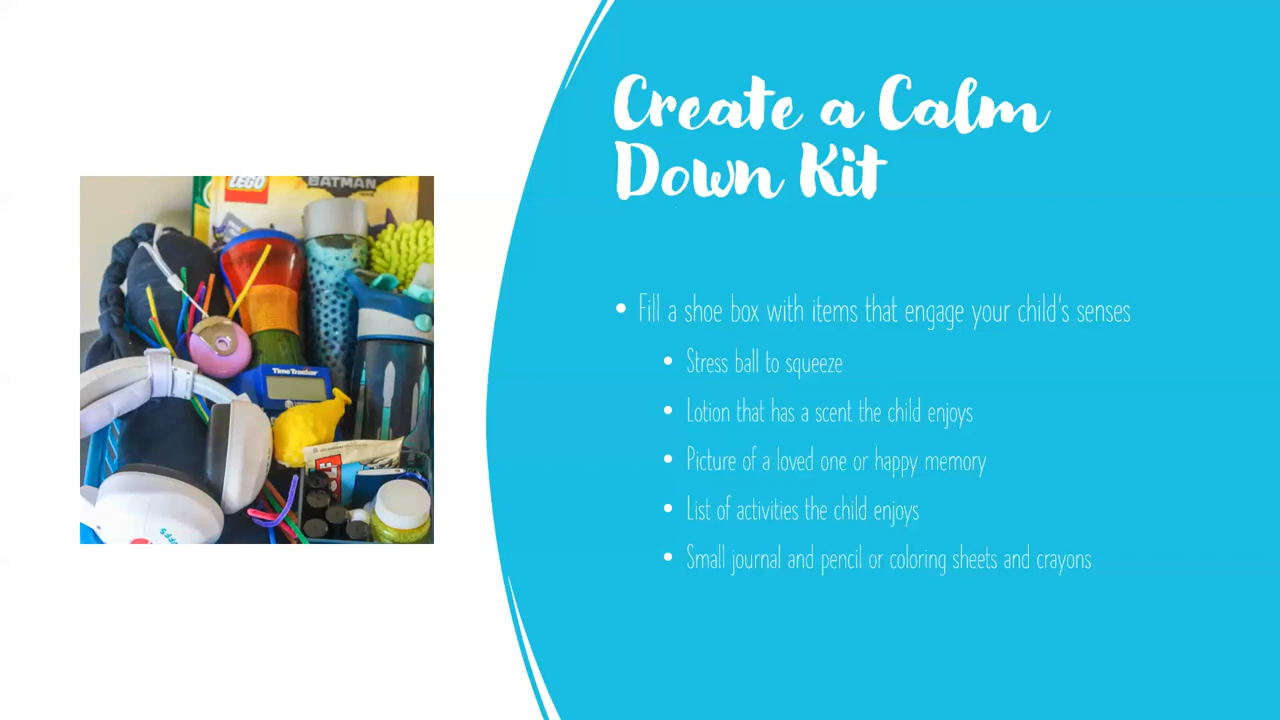 Create a Calm
Down Kit
• Fill a shoe box with items that engage your child's senses
• Stress ball to squeeze
• Lotion that has a scent the child enjoys
• Picture of a loved one or happy memory
• List of activities the child enjoys
• Small journal and pencil or coloring sheets and crayons
LEGO
BATMAN
Time Tracker